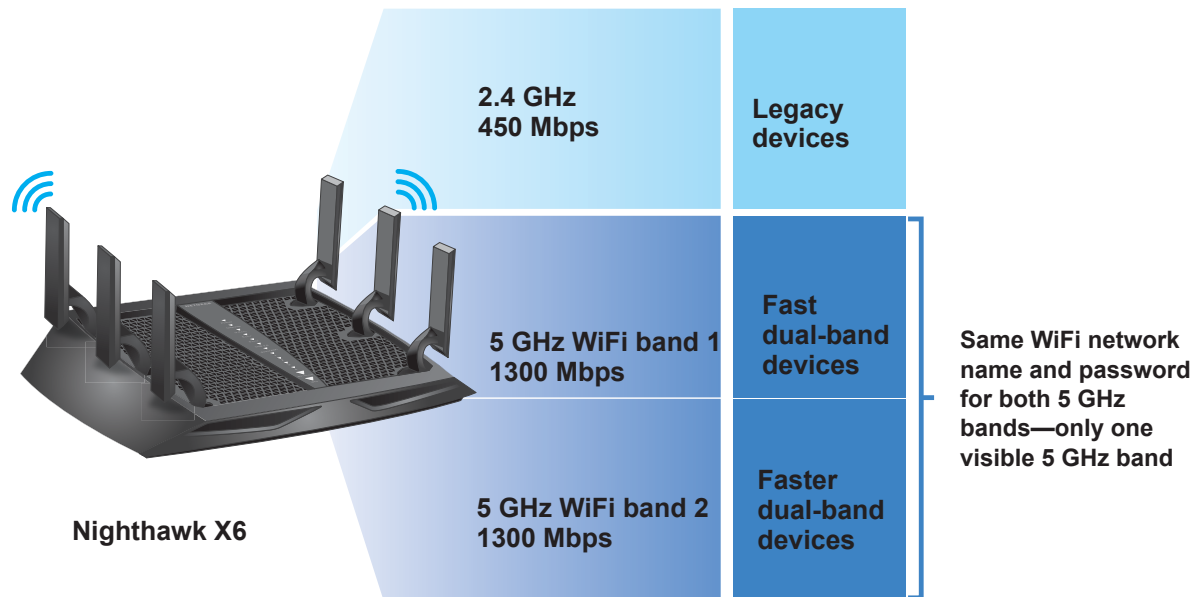 2.4 GHz
450 Mbps
Legacy
devices
5 GHz WiFi band 1
1300 Mbps
Fast
dual-band
devices
Same WiFi network
name and password
for both 5 GHz
bands—only one
visible 5 GHz band
5 GHz WiFi band 2
1300 Mbps
Faster
dual-band
devices
Nighthawk X6